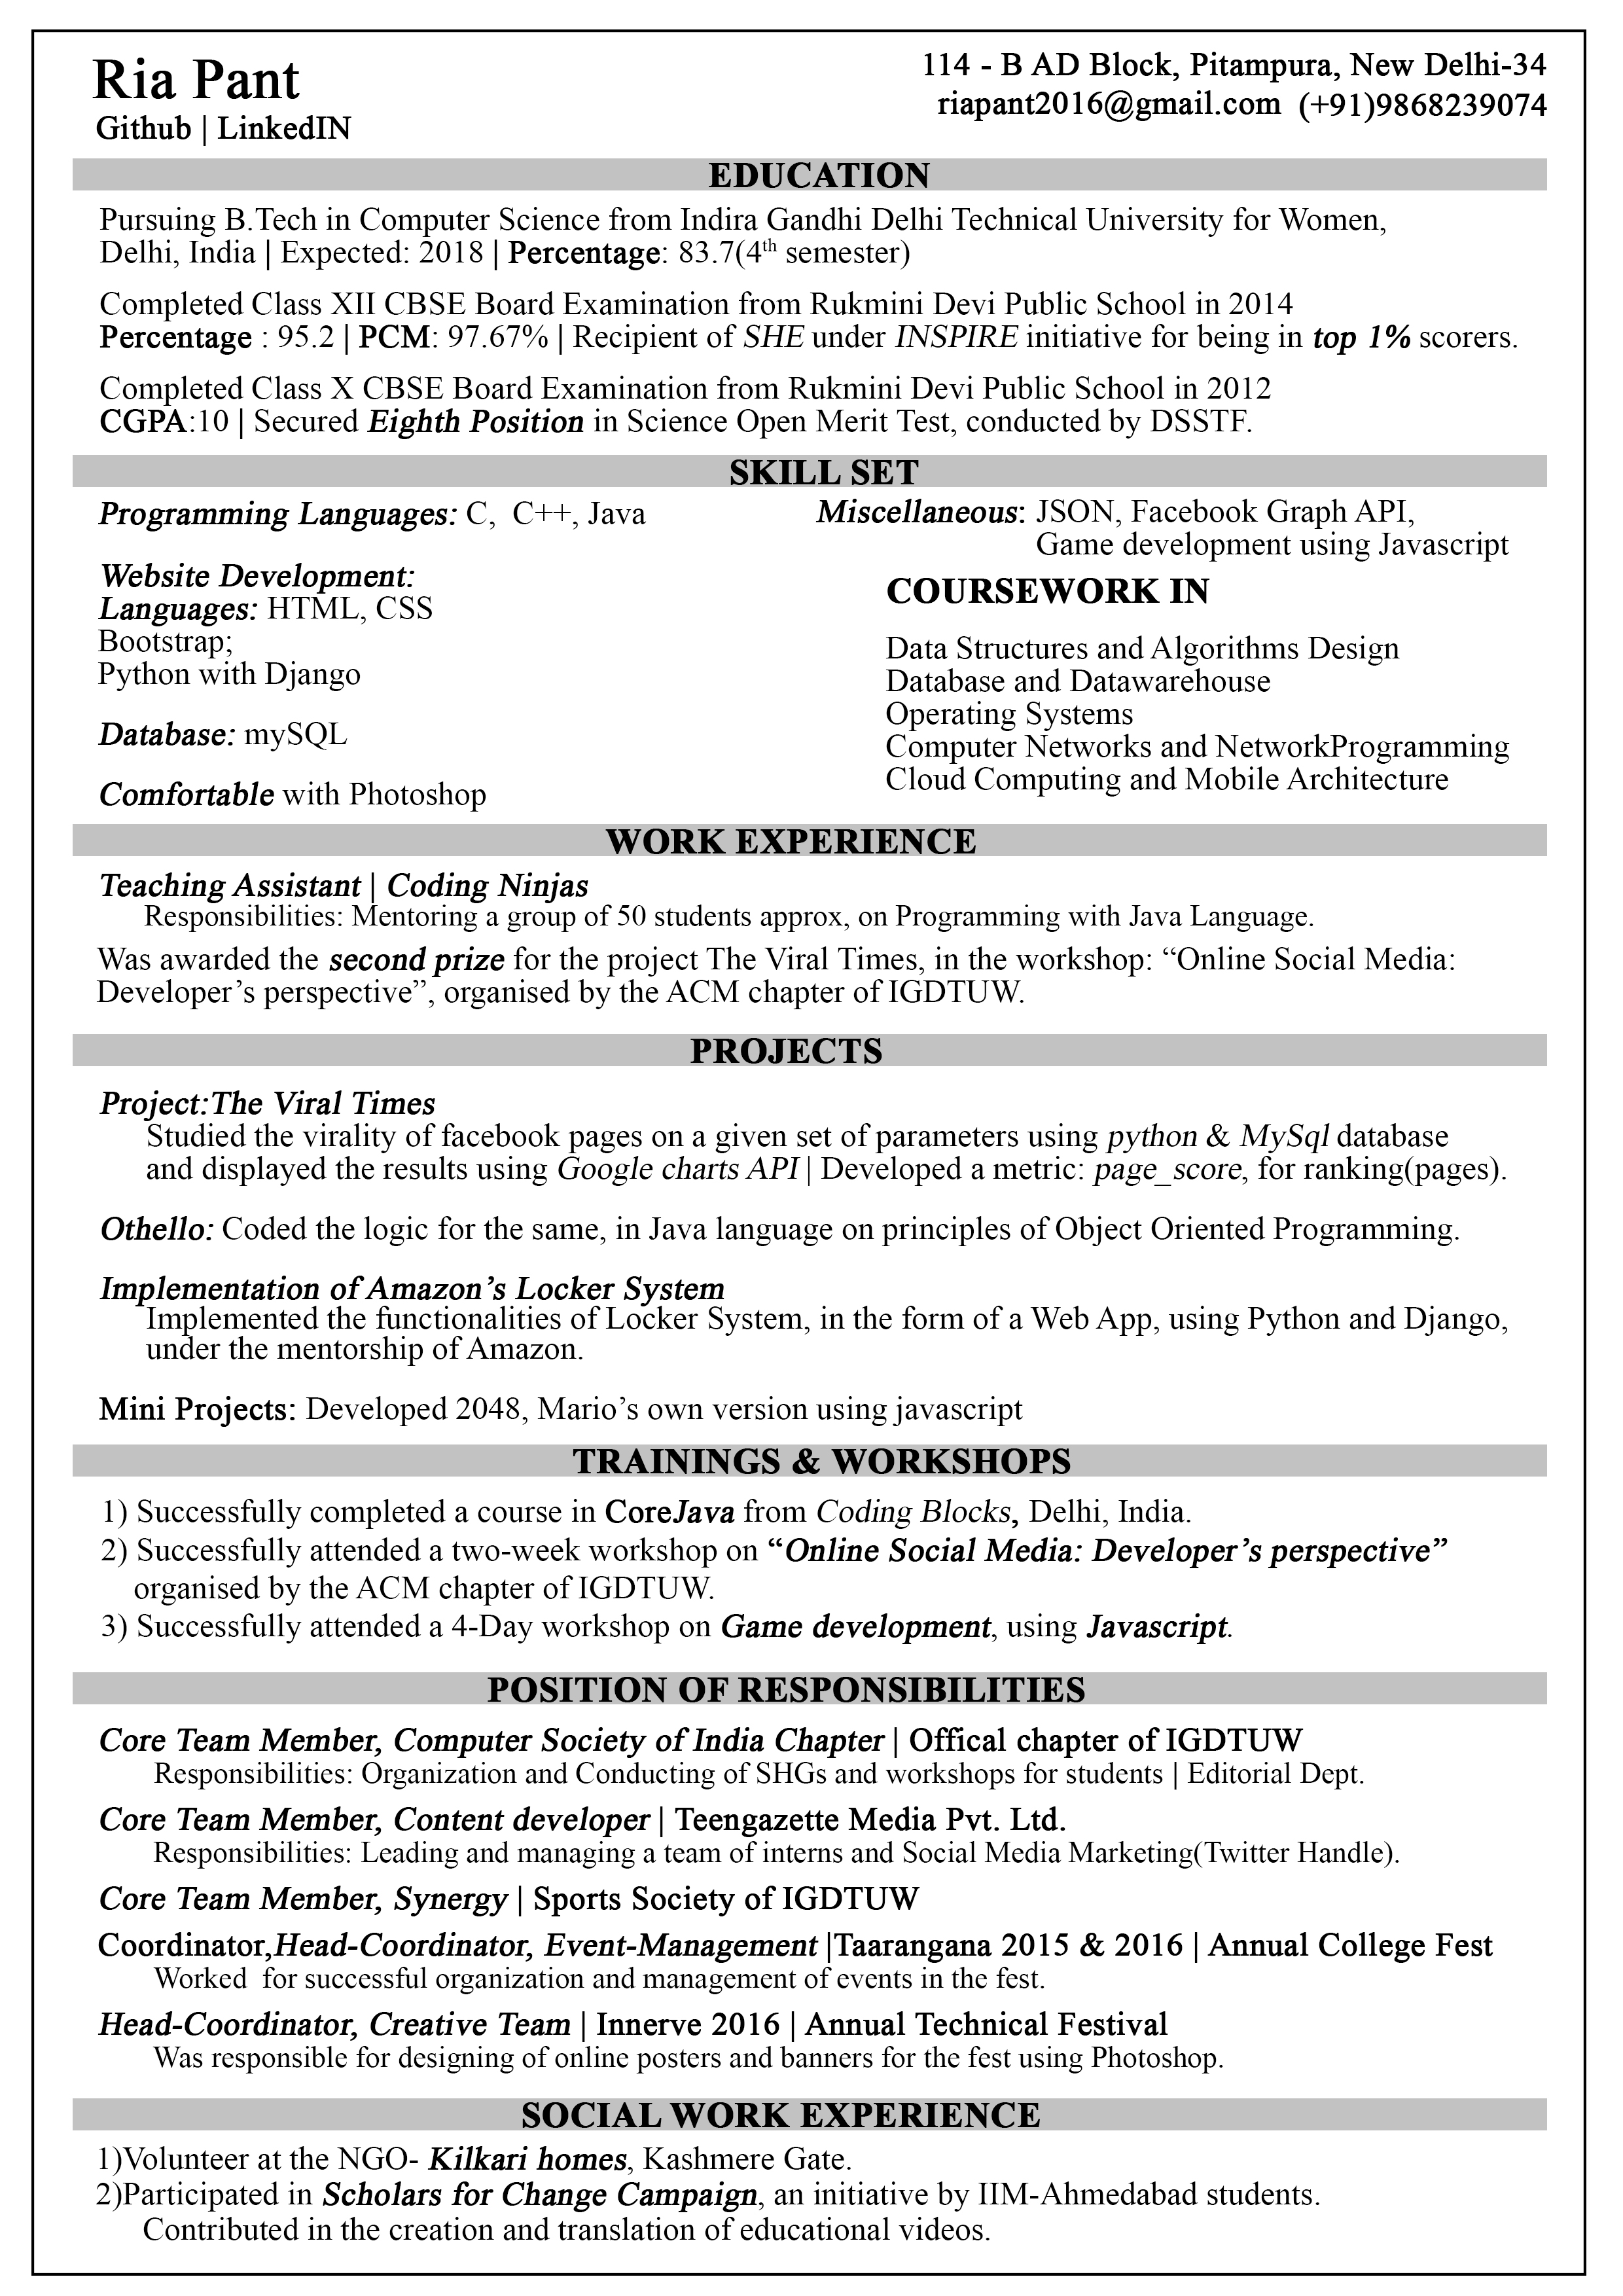 Ria Pant
Github | LinkedIN
114 - B AD Block, Pitampura, New Delhi-34
riapant2016@gmail.com (+91)9868239074
EDUCATION
Pursuing B.Tech in Computer Science from Indira Gandhi Delhi Technical University for Women,
Delhi, India | Expected: 2018 | Percentage: 83.7(4th semester)
Completed Class XII CBSE Board Examination from Rukmini Devi Public School in 2014
Percentage : 95.2 | PCM: 97.67% | Recipient of SHE under INSPIRE initiative for being in top 1% scorers.
Completed Class X CBSE Board Examination from Rukmini Devi Public School in 2012
CGPA:10 | Secured Eighth Position in Science Open Merit Test, conducted by DSSTF.
SKILL SET
Programming Languages: C, C++, Java
Website Development:
Languages: HTML, CSS
Bootstrap;
Python with Django
Database: mySQL
Comfortable with Photoshop
Miscellaneous: JSON, Facebook Graph API,
Game development using Javascript
COURSEWORK IN
Data Structures and Algorithms Design
Database and Datawarehouse
Operating Systems
Computer Networks and NetworkProgramming
Cloud Computing and Mobile Architecture
WORK EXPERIENCE
Teaching Assistant | Coding Ninjas
Responsibilities: Mentoring a group of 50 students approx, on Programming with Java Language.
Was awarded the second prize for the project The Viral Times, in the workshop: “Online Social Media:
Developer’s perspective”, organised by the ACM chapter of IGDTUW.
PROJECTS
Project:The Viral Times
Studied the virality of facebook pages on a given set of parameters using python & MySql database
and displayed the results using Google charts API | Developed a metric: page_score, for ranking(pages).
Othello: Coded the logic for the same, in Java language on principles of Object Oriented Programming.
Implementation of Amazon’s Locker System
Implemented the functionalities of Locker System, in the form of a Web App, using Python and Django,
under the mentorship of Amazon.
Mini Projects: Developed 2048, Mario’s own version using javascript
TRAININGS & WORKSHOPS
1) Successfully completed a course in CoreJava from Coding Blocks, Delhi, India.
2) Successfully attended a two-week workshop on “Online Social Media: Developer’s perspective”
organised by the ACM chapter of IGDTUW.
3) Successfully attended a 4-Day workshop on Game development, using Javascript.
POSITION OF RESPONSIBILITIES
Core Team Member, Computer Society of India Chapter | Offical chapter of IGDTUW
Responsibilities: Organization and Conducting of SHGs and workshops for students | Editorial Dept.
Core Team Member, Content developer | Teengazette Media Pvt. Ltd.
Responsibilities: Leading and managing a team of interns and Social Media Marketing(Twitter Handle).
Core Team Member, Synergy | Sports Society of IGDTUW
Coordinator,Head-Coordinator, Event-Management |Taarangana 2015 & 2016 | Annual College Fest
Worked for successful organization and management of events in the fest.
Head-Coordinator, Creative Team | Innerve 2016 | Annual Technical Festival
Was responsible for designing of online posters and banners for the fest using Photoshop.
SOCIAL WORK EXPERIENCE
1)Volunteer at the NGO- Kilkari homes, Kashmere Gate.
2)Participated in Scholars for Change Campaign, an initiative by IIM-Ahmedabad students.
Contributed in the creation and translation of educational videos.